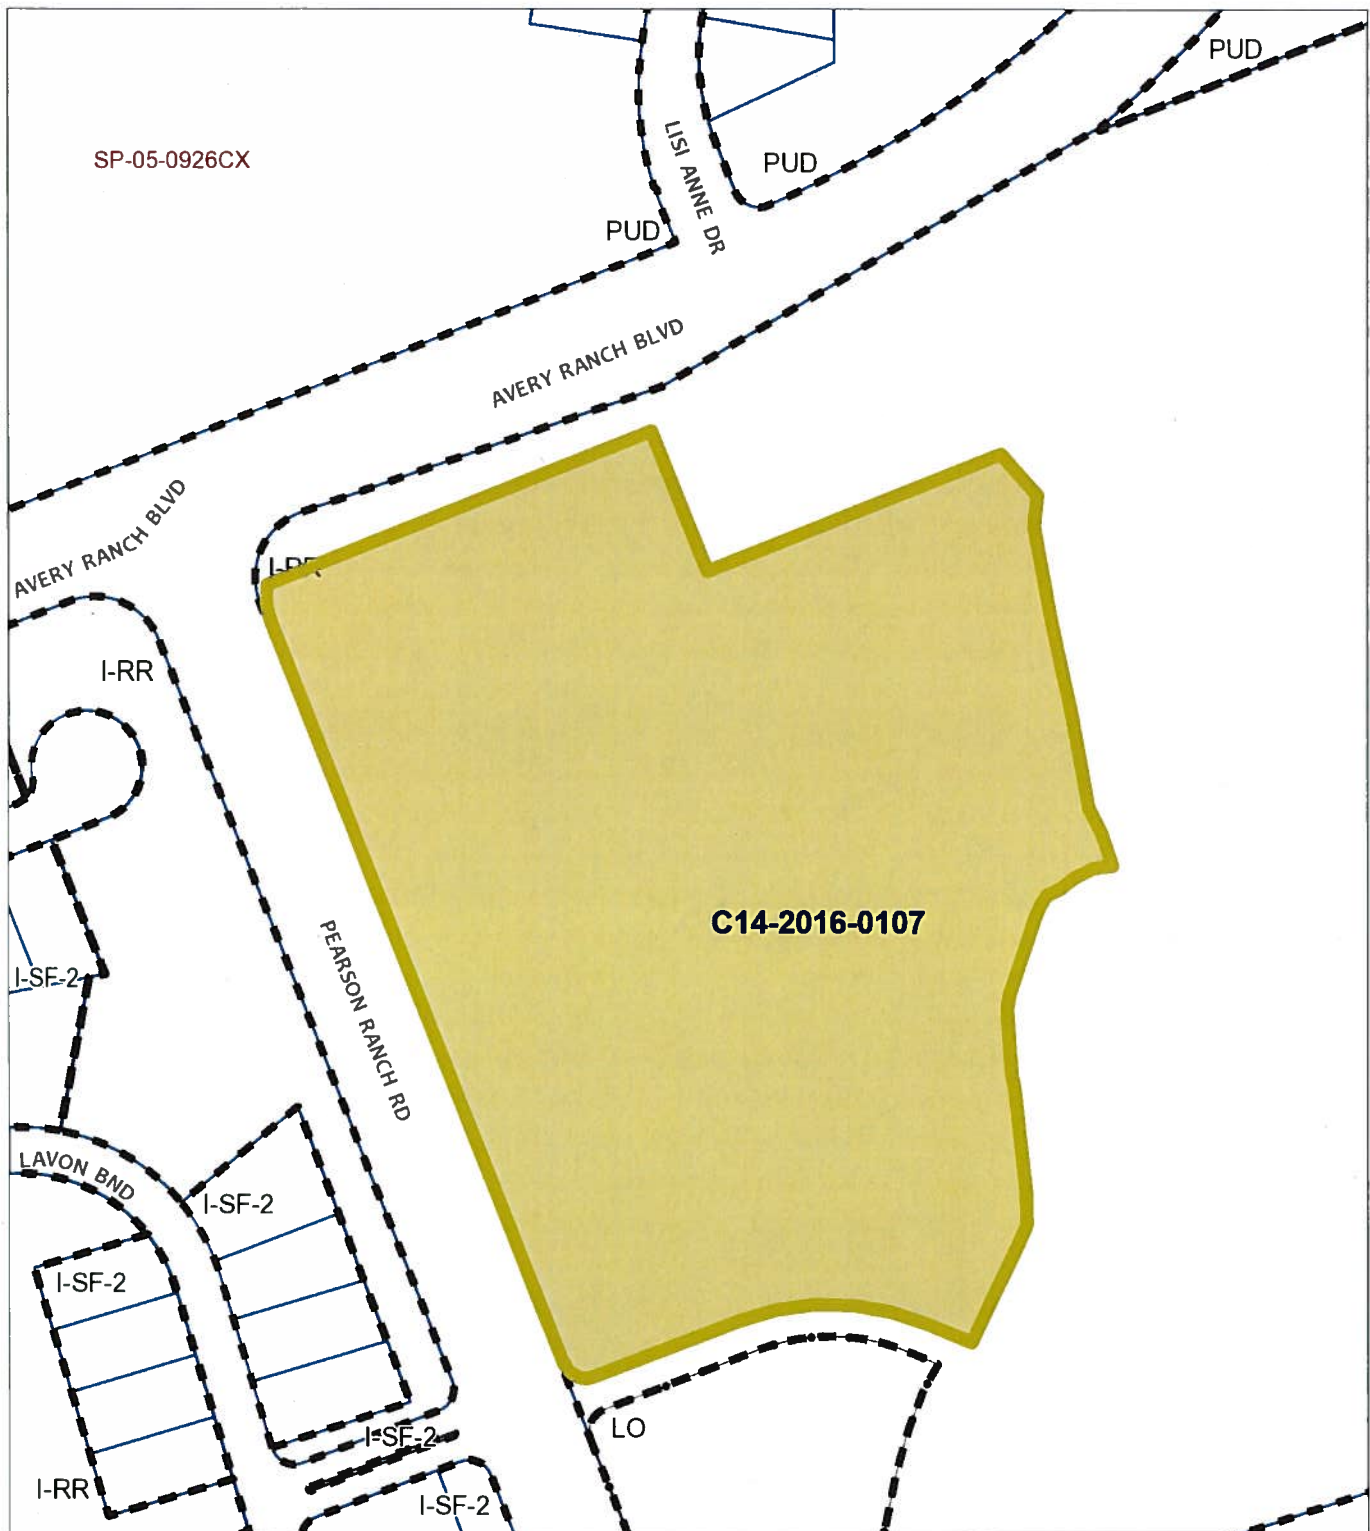 PUD
SP-05-0926CX
LISI ANNE DR
PUD
PUD
AVERY RANCH BLVD
AVERY RANCH BLVD
I-RR
I-RR
C14-2016-0107
PEARSON RANCH RD
I-SF-2
LAVON BND
I-SF-2
I-SF-2
LO
I-SF-2
I-RR
I-SF-2